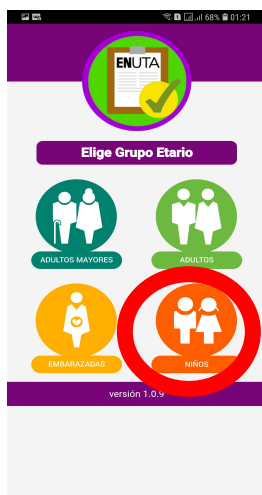 68% 01:21
ENUTA
Elige Grupo Etario
ADULTOS MAYORES
ADULTOS
EMBARAZADAS
NIÑOS
versión 1.0.9